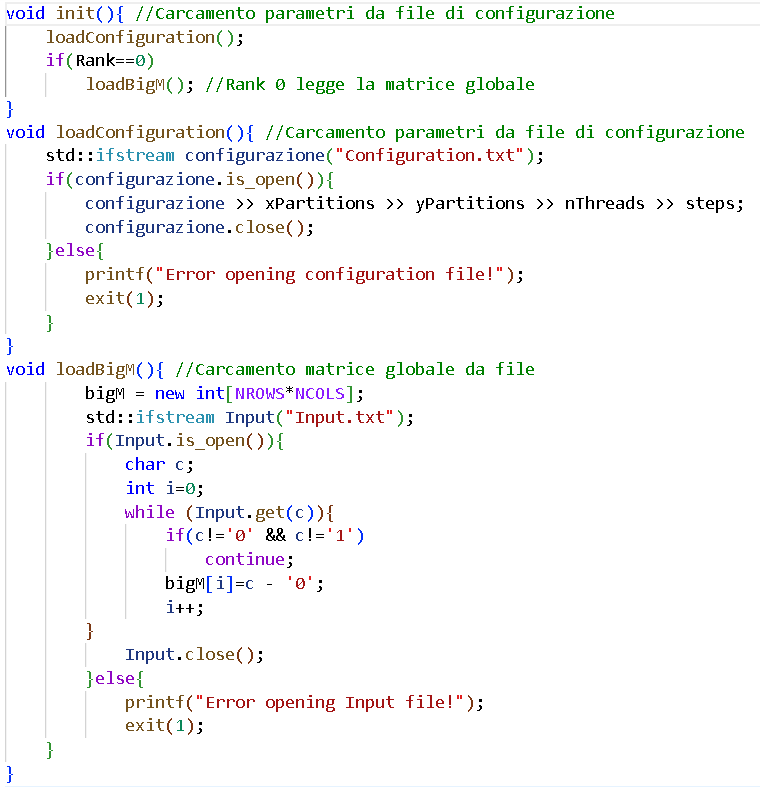 void init(){ //Carcamento parametri da file di configurazione
    loadConfiguration();
    if(Rank==0)
        loadBigM(); //Rank 0 legge la matrice globale
}
void loadConfiguration(){ //Carcamento parametri da file di configurazione
    std::ifstream configurazione("Configuration.txt");
    if(configurazione.is_open()){
        configurazione >> xPartitions >> yPartitions >> nThreads >> steps;
        configurazione.close();
    }else{
        printf("Error opening configuration file!");
        exit(1);
    }
}
void loadBigM(){ //Carcamento matrice globale da file
        bigM = new int[NROWS*NCOLS];
        std::ifstream Input("Input.txt");
        if(Input.is_open()){
            char c;
            int i=0;
            while (Input.get(c)){
                if(c!='0' && c!='1')
                    continue;
                bigM[i]=c - '0';
                i++;
        }
            Input.close();
        }else{
            printf("Error opening Input file!");
            exit(1);
    }
}